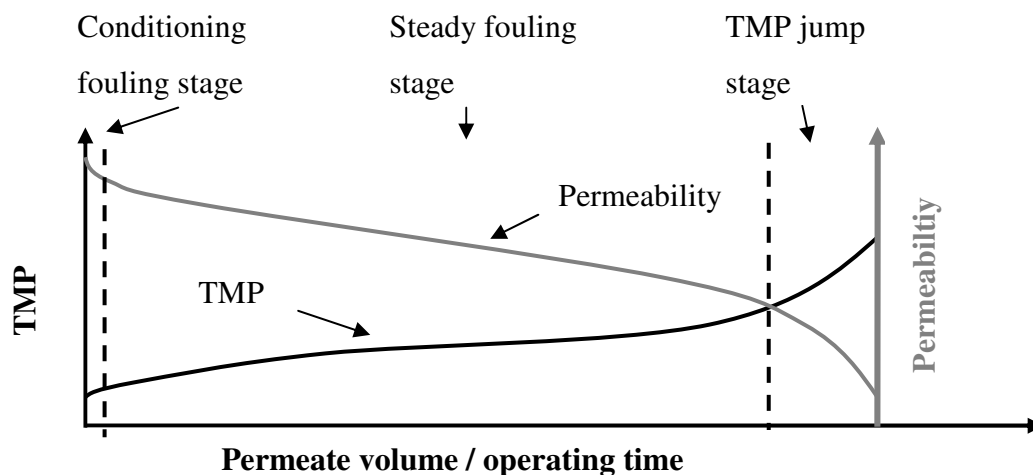 Conditioning
fouling stage
Steady fouling
stage
TMP jump
stage
Permeability
TMP
TMP
Permeabiltiy
Permeate volume / operating time